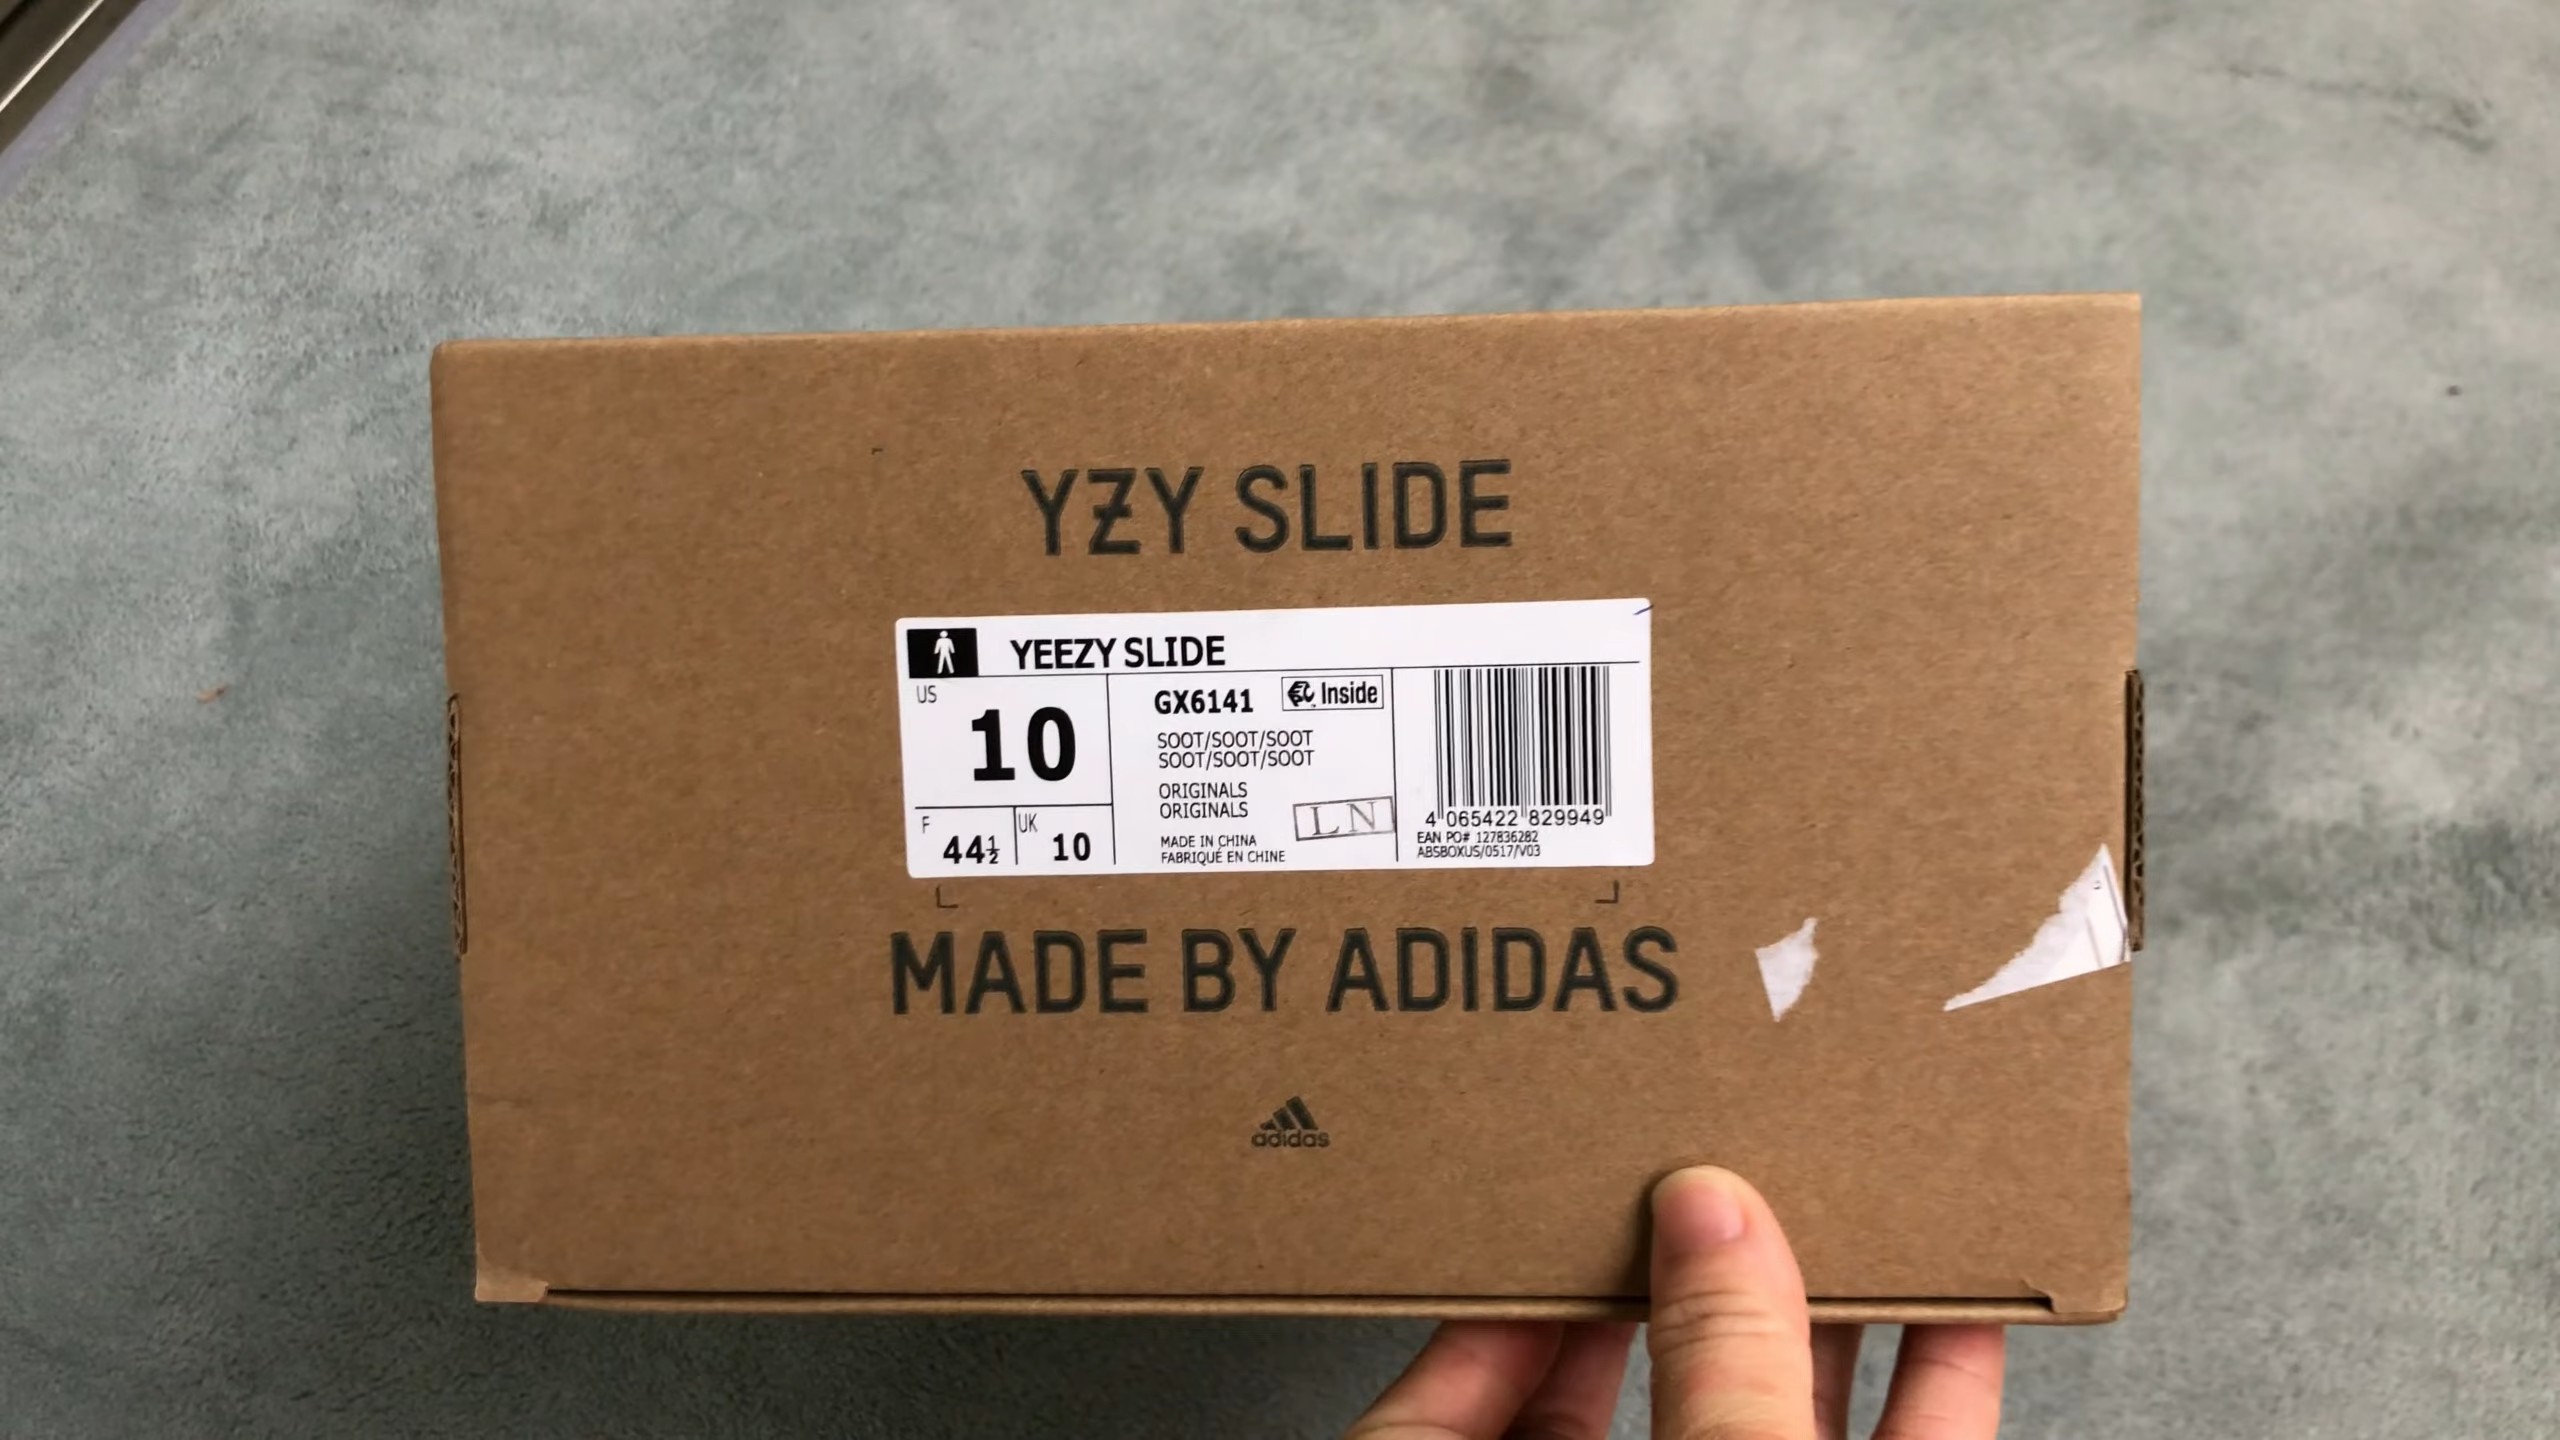 YZY SLIDE
YEEZY SLIDE
US
10
F
44½
UK
10
GX6141
Inside
SOOT/SOOT/SOOT
SOOT/SOOT/SOOT
ORIGINALS
ORIGINALS
LN
MADE IN CHINA
FABRIQUÉ EN CHINE
4 065422 829949
EAN PO# 127836282
ABSBOXUS/0517/V03
MADE BY ADIDAS
adidas